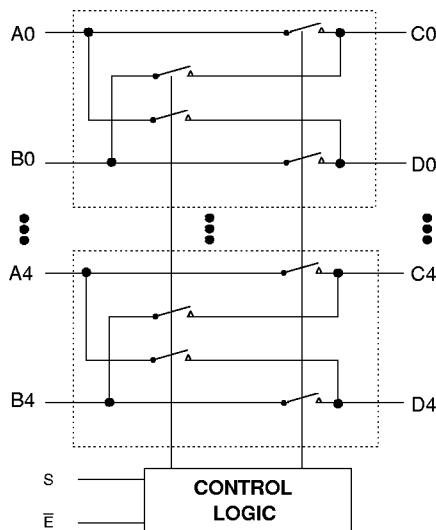 A0 C0
B0 D0
A4 C4
B4 D4
S
E̅
CONTROL
LOGIC